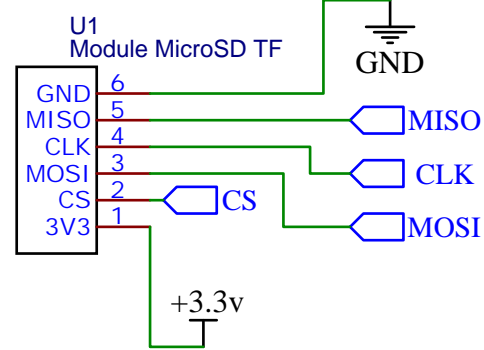 U1
Module MicroSD TF
GND
GND 6
MISO 5
MISO
CLK 4
CLK
MOSI 3
CS 2
CS
MOSI
3V3 1
+3.3v